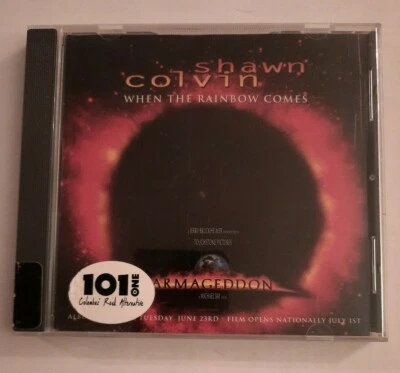 shawn
colvin
WHEN THE RAINBOW COMES
ARMAGEDDON
101 ONE
Columbus' Rock Alternative
TUESDAY, JUNE 23RD · FILM OPENS NATIONALLY JULY 1ST